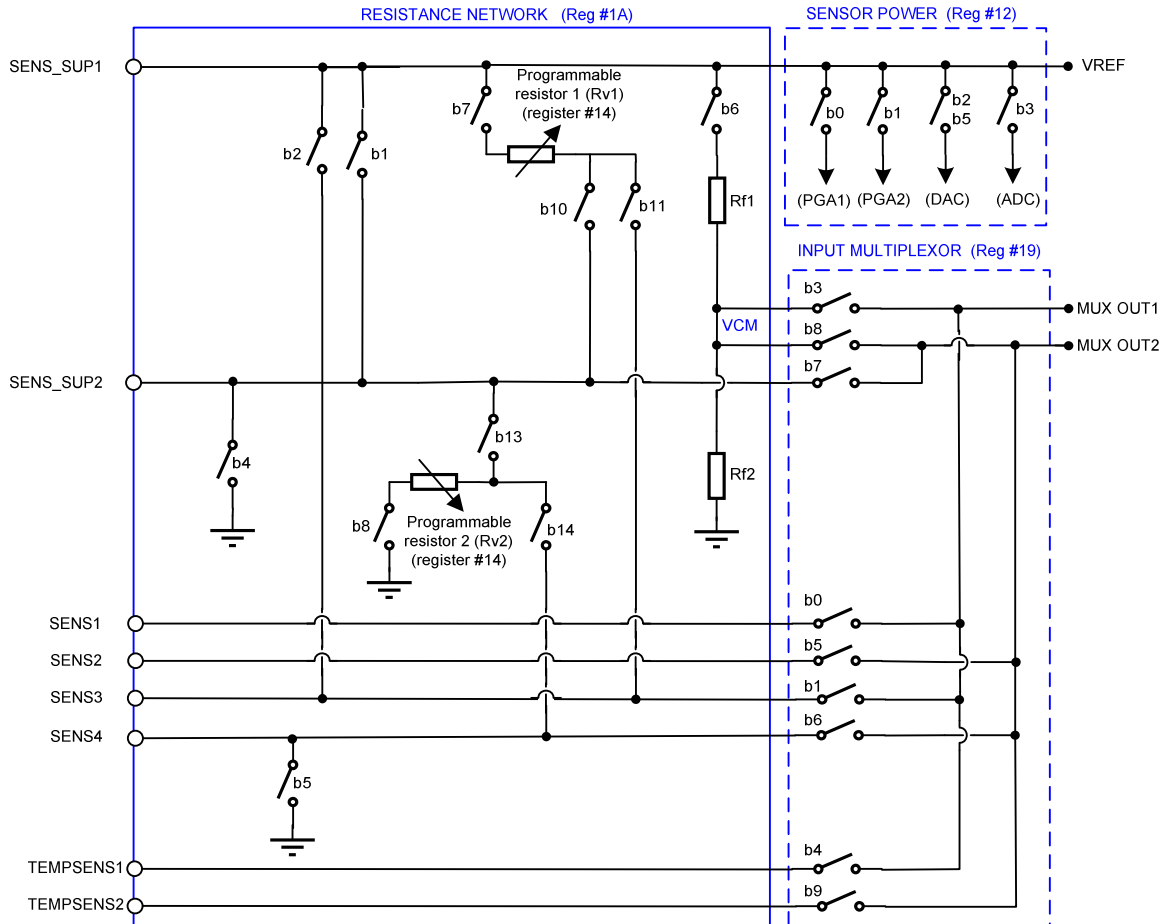 RESISTANCE NETWORK (Reg #1A)
SENSOR POWER (Reg #12)
SENS_SUP1
VREF
Programmable
resistor 1 (Rv1)
(register #14)
b7
b6
b0
b1
b2
b5
b3
b2
b1
b10
b11
Rf1
(PGA1)
(PGA2)
(DAC)
(ADC)
INPUT MULTIPLEXOR (Reg #19)
b3
MUX OUT1
VCM
b8
MUX OUT2
SENS_SUP2
b7
b13
b4
Rf2
b8
Programmable
resistor 2 (Rv2)
(register #14)
b14
b0
SENS1
b5
SENS2
b1
SENS3
b6
SENS4
b5
b4
TEMPSENS1
b9
TEMPSENS2